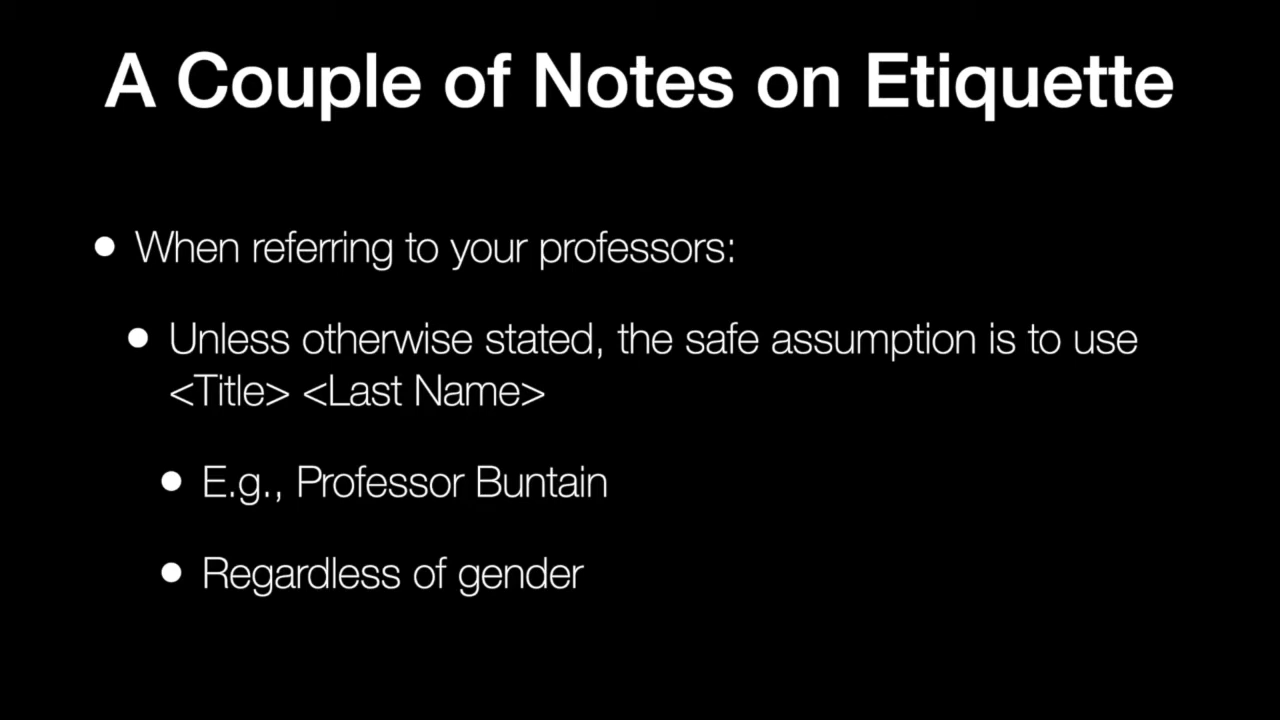 A Couple of Notes on Etiquette
When referring to your professors:
Unless otherwise stated, the safe assumption is to use
<Title> <Last Name>
E.g., Professor Buntain
Regardless of gender